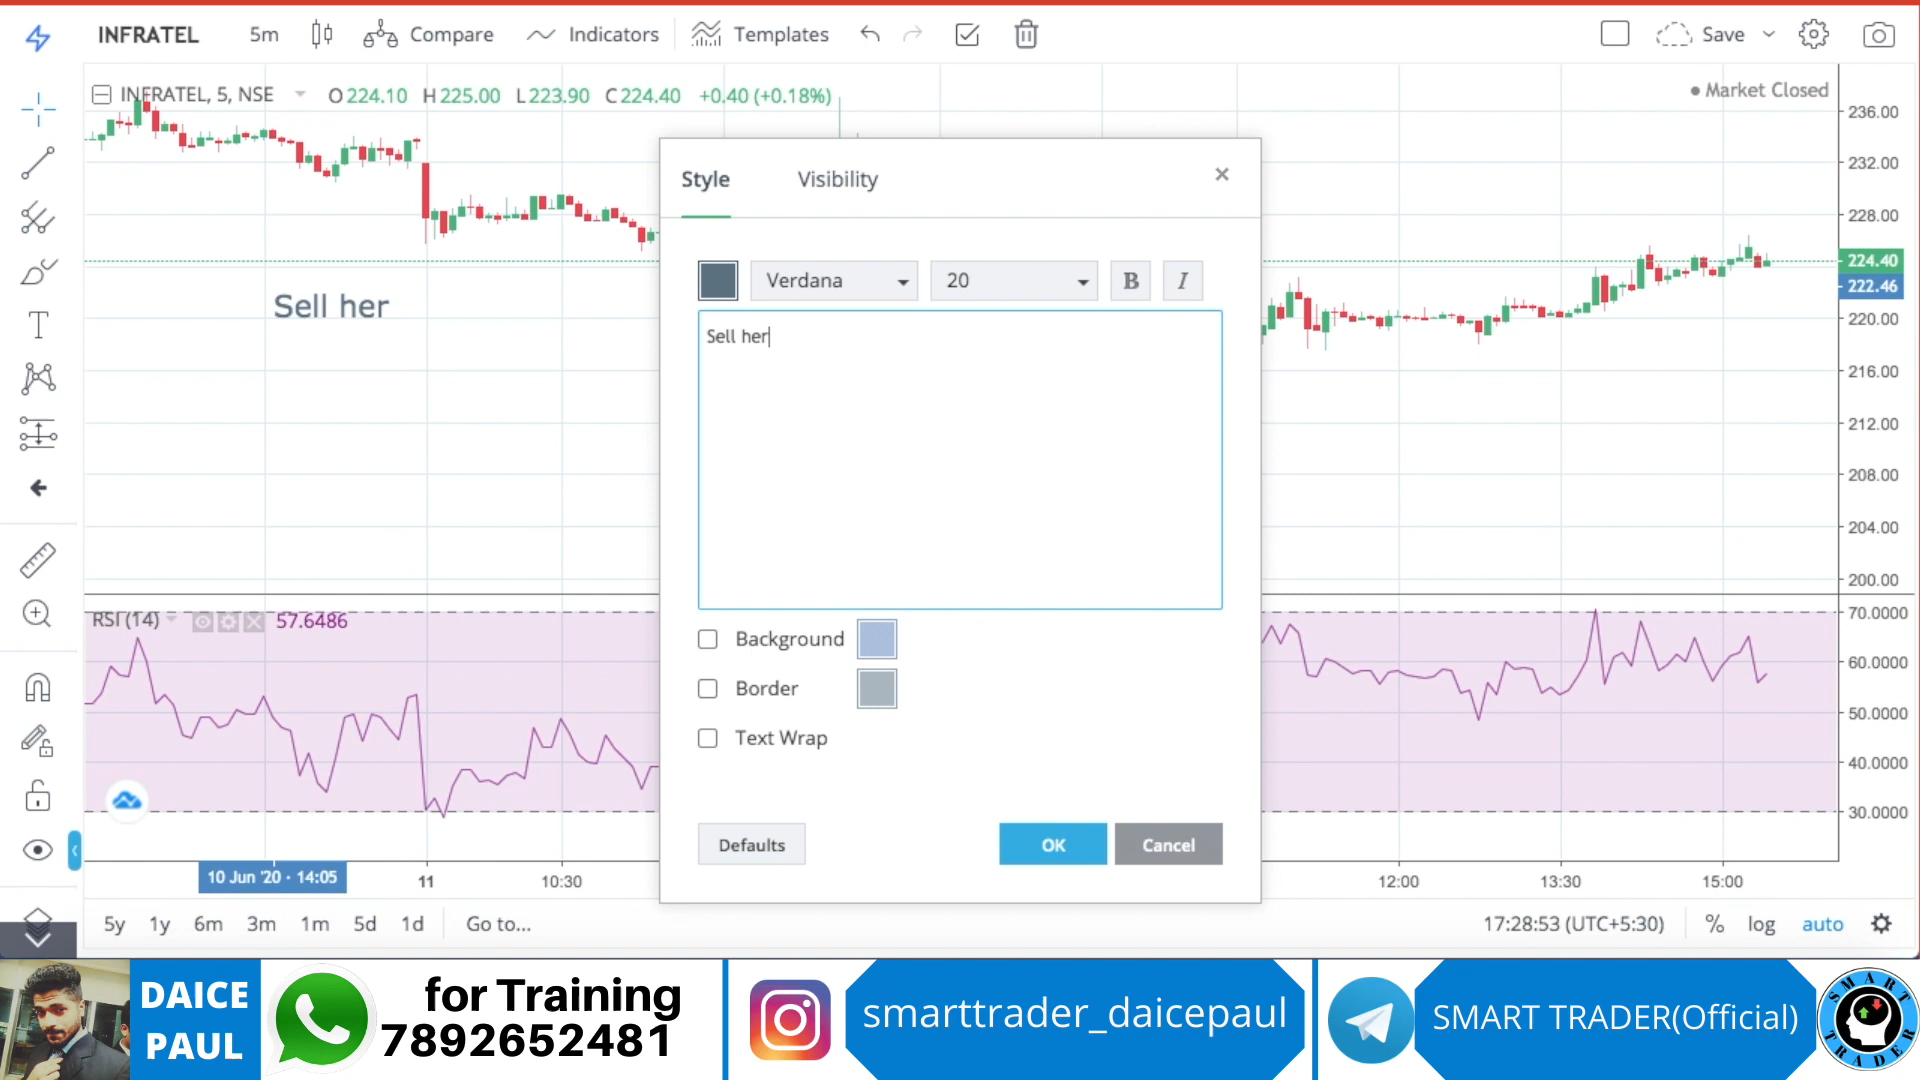 INFRATEL 5m Compare Indicators Templates Save
INFRATEL, 5, NSE O 224.10 H 225.00 L 223.90 C 224.40 +0.40 (+0.18%)
Market Closed
236.00
232.00
228.00
224.40
222.46
220.00
216.00
212.00
208.00
204.00
200.00
Sell her
Style Visibility
Verdana 20 B I
Sell her
Background
Border
Text Wrap
Defaults OK Cancel
RSI (14) 57.6486
70.0000
60.0000
50.0000
40.0000
30.0000
10 Jun '20 · 14:05 11 10:30 12:00 13:30 15:00
5y 1y 6m 3m 1m 5d 1d Go to... 17:28:53 (UTC+5:30) % log auto
DAICE
PAUL
for Training
7892652481
smarttrader_daicepaul
SMART TRADER(Official)
SMART
TRADER